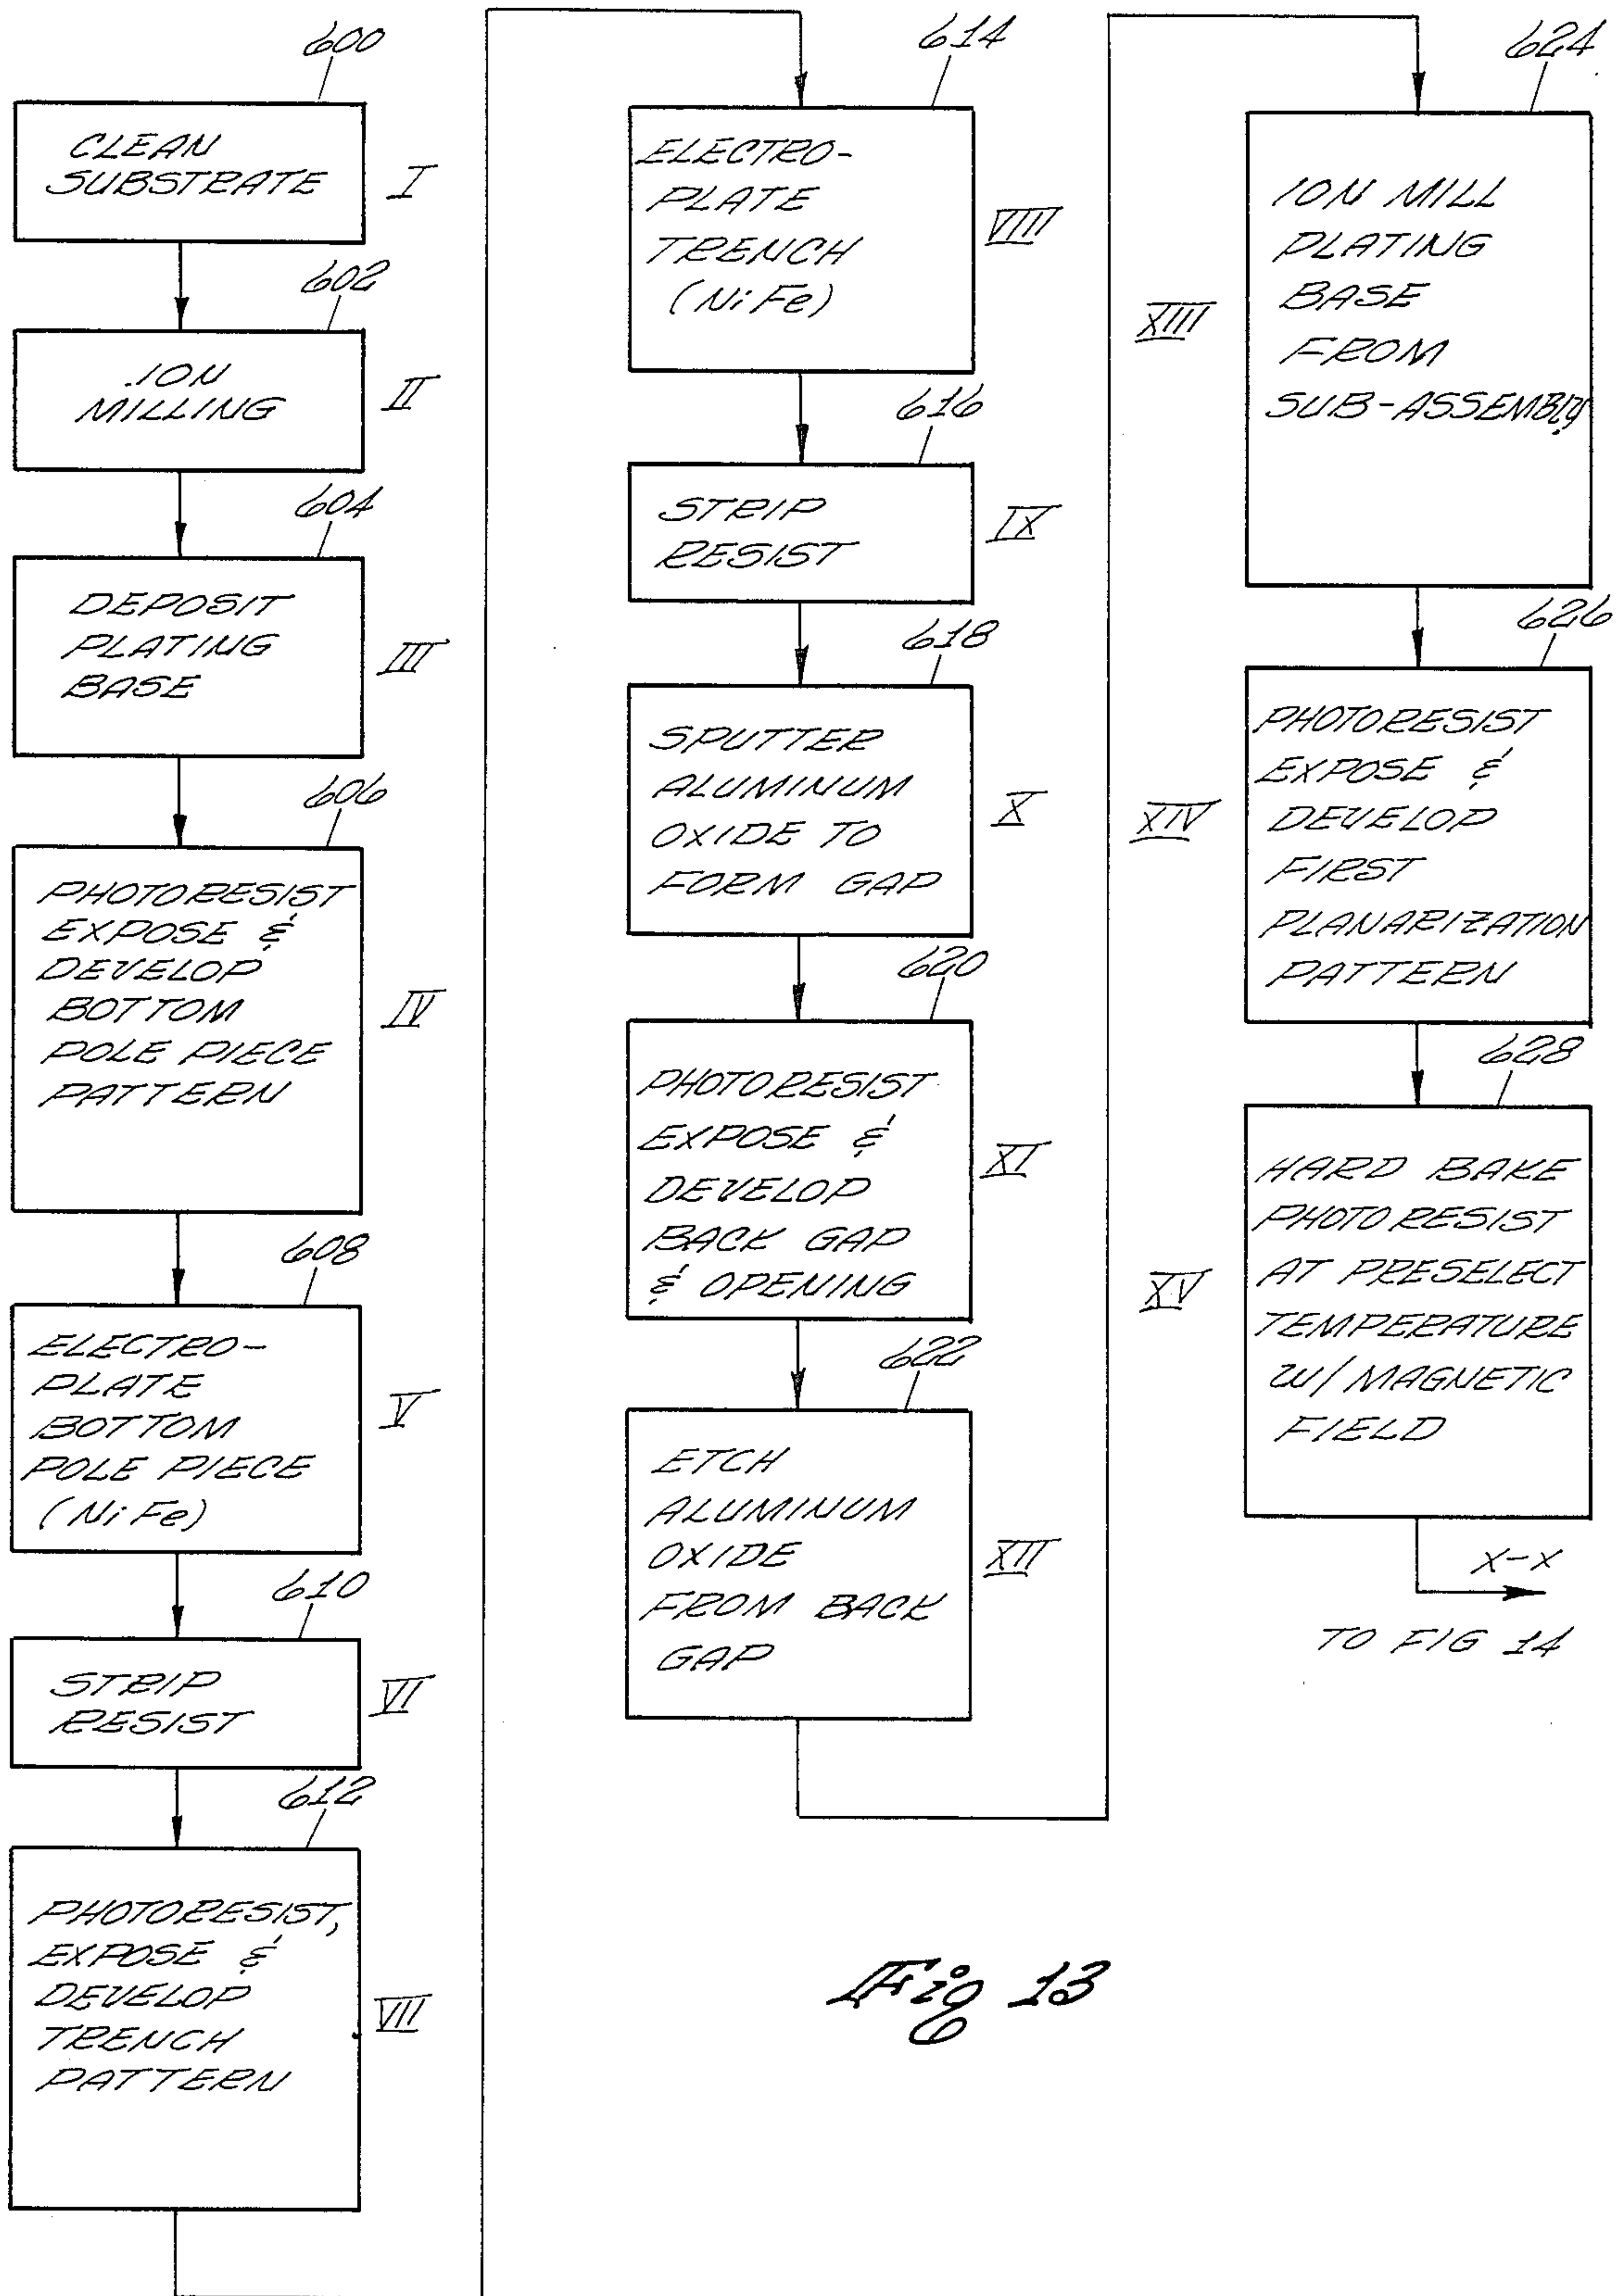 600
CLEAN
SUBSTRATE
I
602
ION
MILLING
II
604
DEPOSIT
PLATING
BASE
III
606
PHOTORESIST
EXPOSE &
DEVELOP
BOTTOM
POLE PIECE
PATTERN
IV
608
ELECTRO-
PLATE
BOTTOM
POLE PIECE
(NiFe)
V
610
STRIP
RESIST
VI
612
PHOTORESIST,
EXPOSE &
DEVELOP
TRENCH
PATTERN
VII
614
ELECTRO-
PLATE
TRENCH
(NiFe)
VIII
616
STRIP
RESIST
IX
618
SPUTTER
ALUMINUM
OXIDE TO
FORM GAP
X
620
PHOTORESIST
EXPOSE &
DEVELOP
BACK GAP
& OPENING
XI
622
ETCH
ALUMINUM
OXIDE
FROM BACK
GAP
XII
624
ION MILL
PLATING
BASE
FROM
SUB-ASSEMBLY
XIII
626
PHOTORESIST
EXPOSE &
DEVELOP
FIRST
PLANARIZATION
PATTERN
XIV
628
HARD BAKE
PHOTO RESIST
AT PRESELECT
TEMPERATURE
W/ MAGNETIC
FIELD
XV
X-X
TO FIG 14
Fig 13